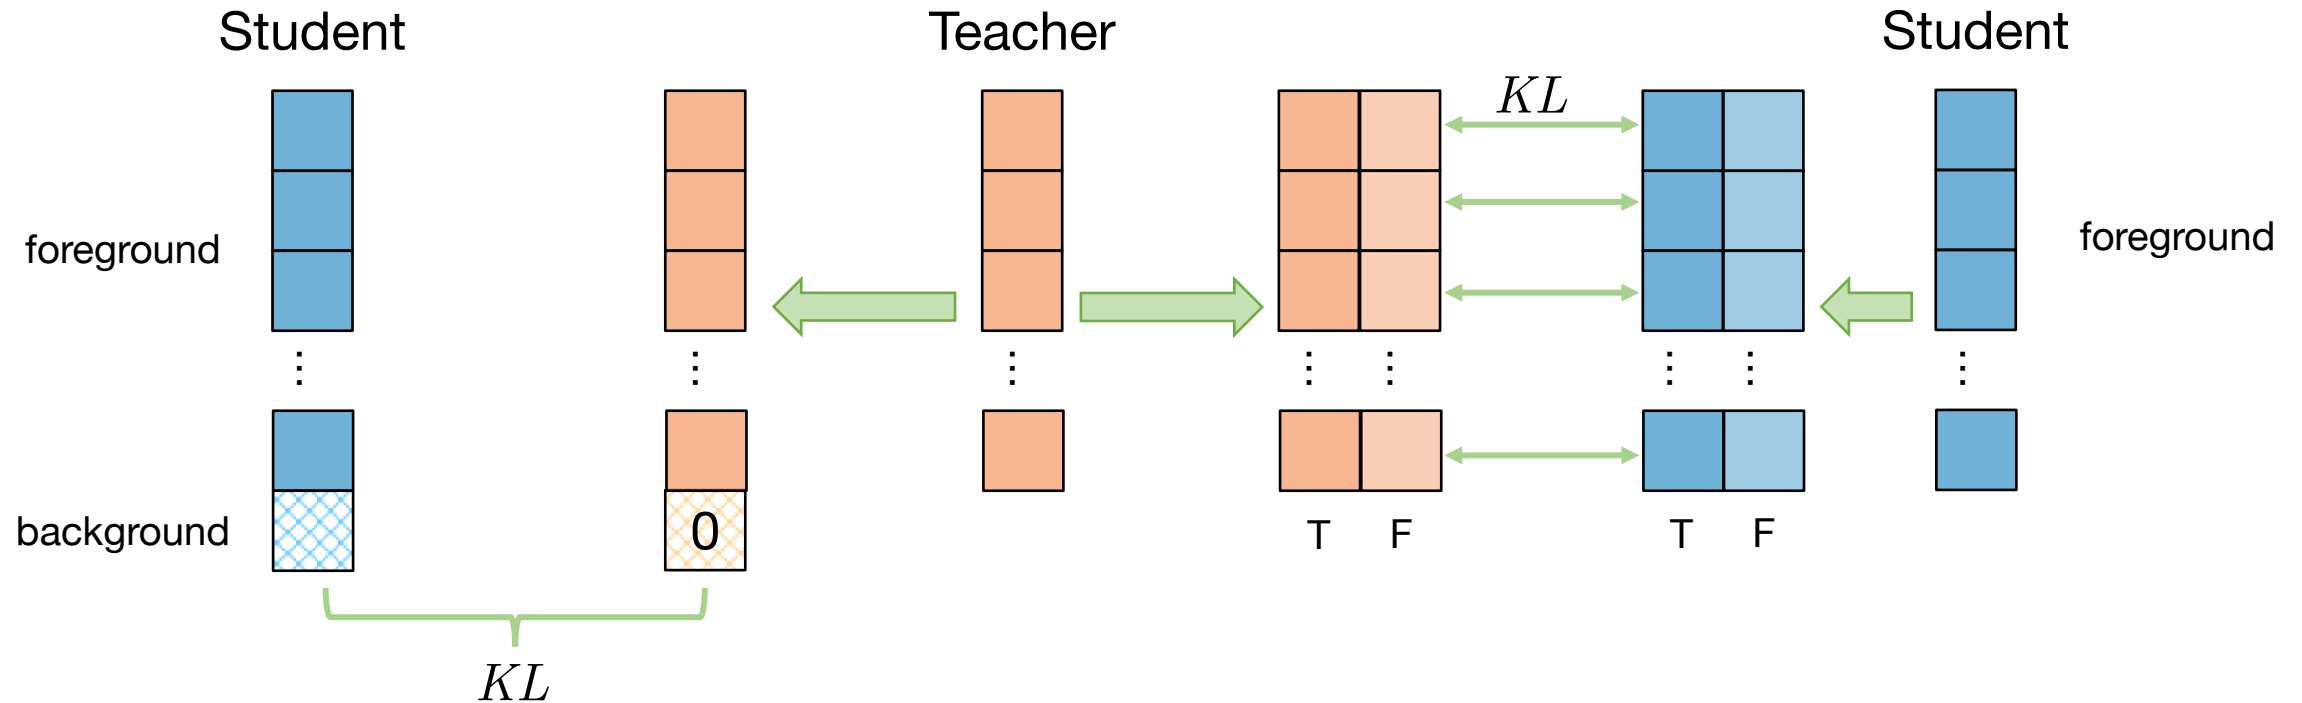 Student
Teacher
Student
KL
foreground
foreground
background
0
T F
T F
KL